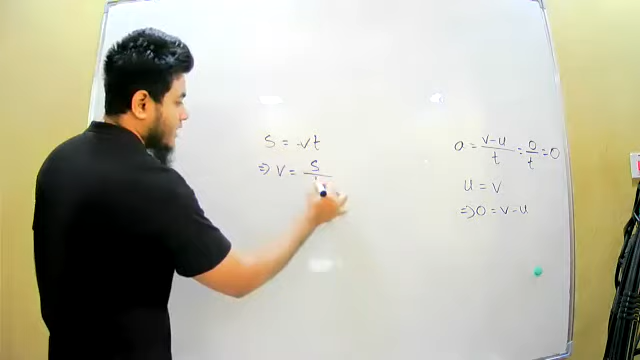 S = vt
⇒ V = S/t
a = v-u/t = 0/t = 0
u = v
⇒ 0 = v - u